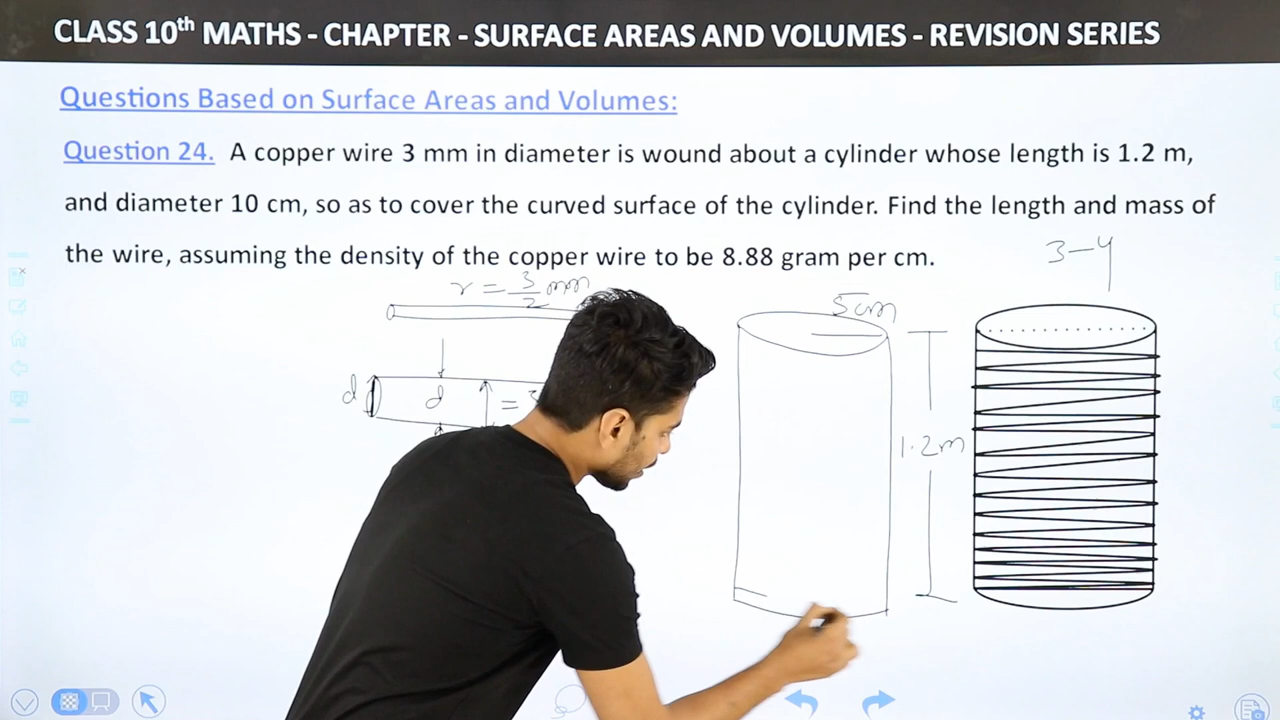 CLASS 10th MATHS - CHAPTER - SURFACE AREAS AND VOLUMES - REVISION SERIES
Questions Based on Surface Areas and Volumes:
Question 24. A copper wire 3 mm in diameter is wound about a cylinder whose length is 1.2 m,
and diameter 10 cm, so as to cover the curved surface of the cylinder. Find the length and mass of
the wire, assuming the density of the copper wire to be 8.88 gram per cm.
3-4
r = 3/2 mm
5cm
d d =
1.2m